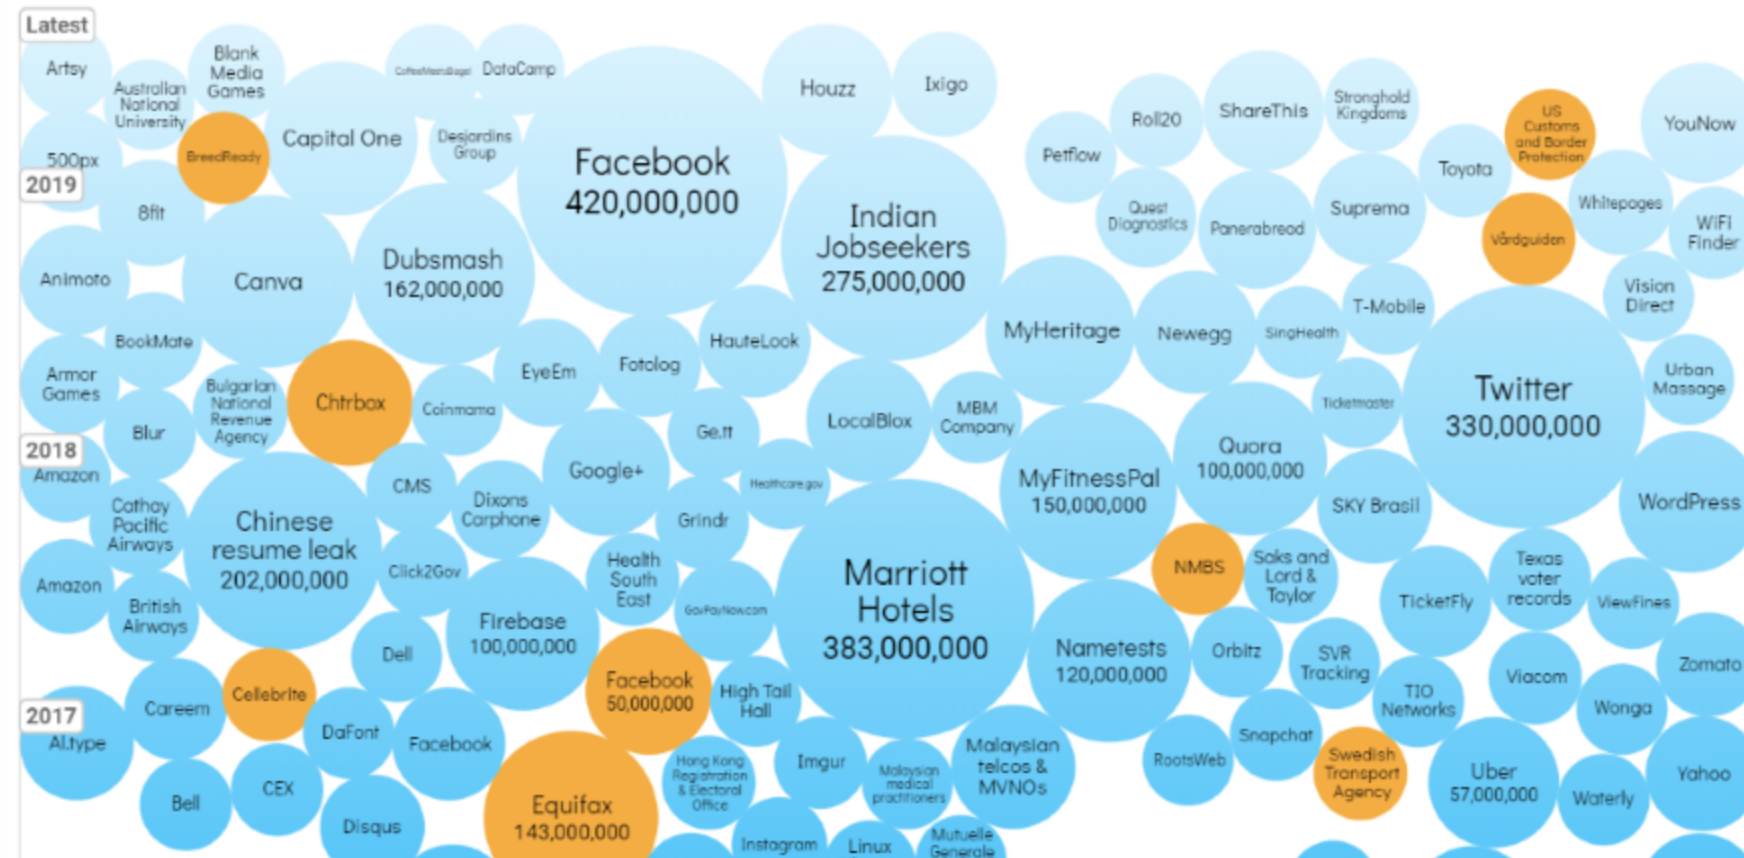 Latest
Artsy
Australian
National
University
Blank
Media
Games
CoffeeMeetsBagel
DataCamp
Houzz
Ixigo
500px
BreedReady
Capital One
Desjardins
Group
Facebook
420,000,000
Petflow
Roll20
ShareThis
Stronghold
Kingdoms
US
Customs
and Border
Protection
YouNow
2019
8fit
Indian
Jobseekers
275,000,000
Quest
Diagnostics
Panerabread
Suprema
Toyota
Vårdguiden
Whitepages
WiFi
Finder
Animoto
Canva
Dubsmash
162,000,000
MyHeritage
Newegg
SingHealth
T-Mobile
Vision
Direct
BookMate
EyeEm
Fotolog
HauteLook
Armor
Games
Bulgarian
National
Revenue
Agency
Chtrbox
Coinmama
Blur
Ge.tt
LocalBlox
MBM
Company
Ticketmaster
Twitter
330,000,000
Urban
Massage
2018
Amazon
Cathay
Pacific
Airways
Chinese
resume leak
202,000,000
CMS
Dixons
Carphone
Google+
Grindr
Healthcare.gov
MyFitnessPal
150,000,000
Quora
100,000,000
SKY Brasil
WordPress
Amazon
British
Airways
Click2Gov
Firebase
100,000,000
Health
South
East
GovPayNow.com
Marriott
Hotels
383,000,000
NMBS
Saks and
Lord &
Taylor
TicketFly
Texas
voter
records
ViewFines
Dell
Facebook
50,000,000
High Tail
Hall
Nametests
120,000,000
Orbitz
SVR
Tracking
TIO
Networks
Viacom
Wonga
Zomato
2017
Ai.type
Careem
Cellebrite
DaFont
Facebook
Bell
CEX
Disqus
Equifax
143,000,000
Hong Kong
Registration
& Electoral
Office
Imgur
Malaysian
medical
practitioners
Malaysian
telcos &
MVNOs
RootsWeb
Snapchat
Swedish
Transport
Agency
Uber
57,000,000
Waterly
Yahoo
Instagram
Linux
Mutuelle
Generale